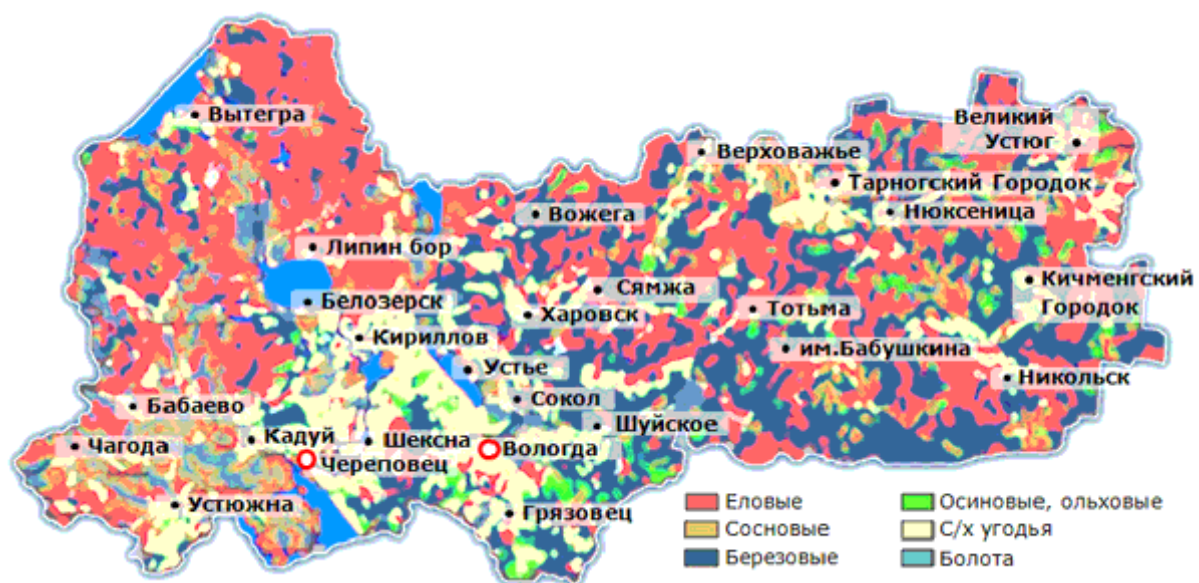 Вытегра
Великий
Устюг
Верховажье
Тарногский Городок
Вожега
Нюксеница
Липин бор
Белозерск
Сямжа
Кичменгский
Городок
Харовск
Тотьма
Кириллов
им.Бабушкина
Устье
Никольск
Бабаево
Сокол
Шуйское
Чагода
Кадуй
Шексна
Вологда
Череповец
Устюжна
Грязовец
Еловые
Сосновые
Березовые
Осиновые, ольховые
С/х угодья
Болота